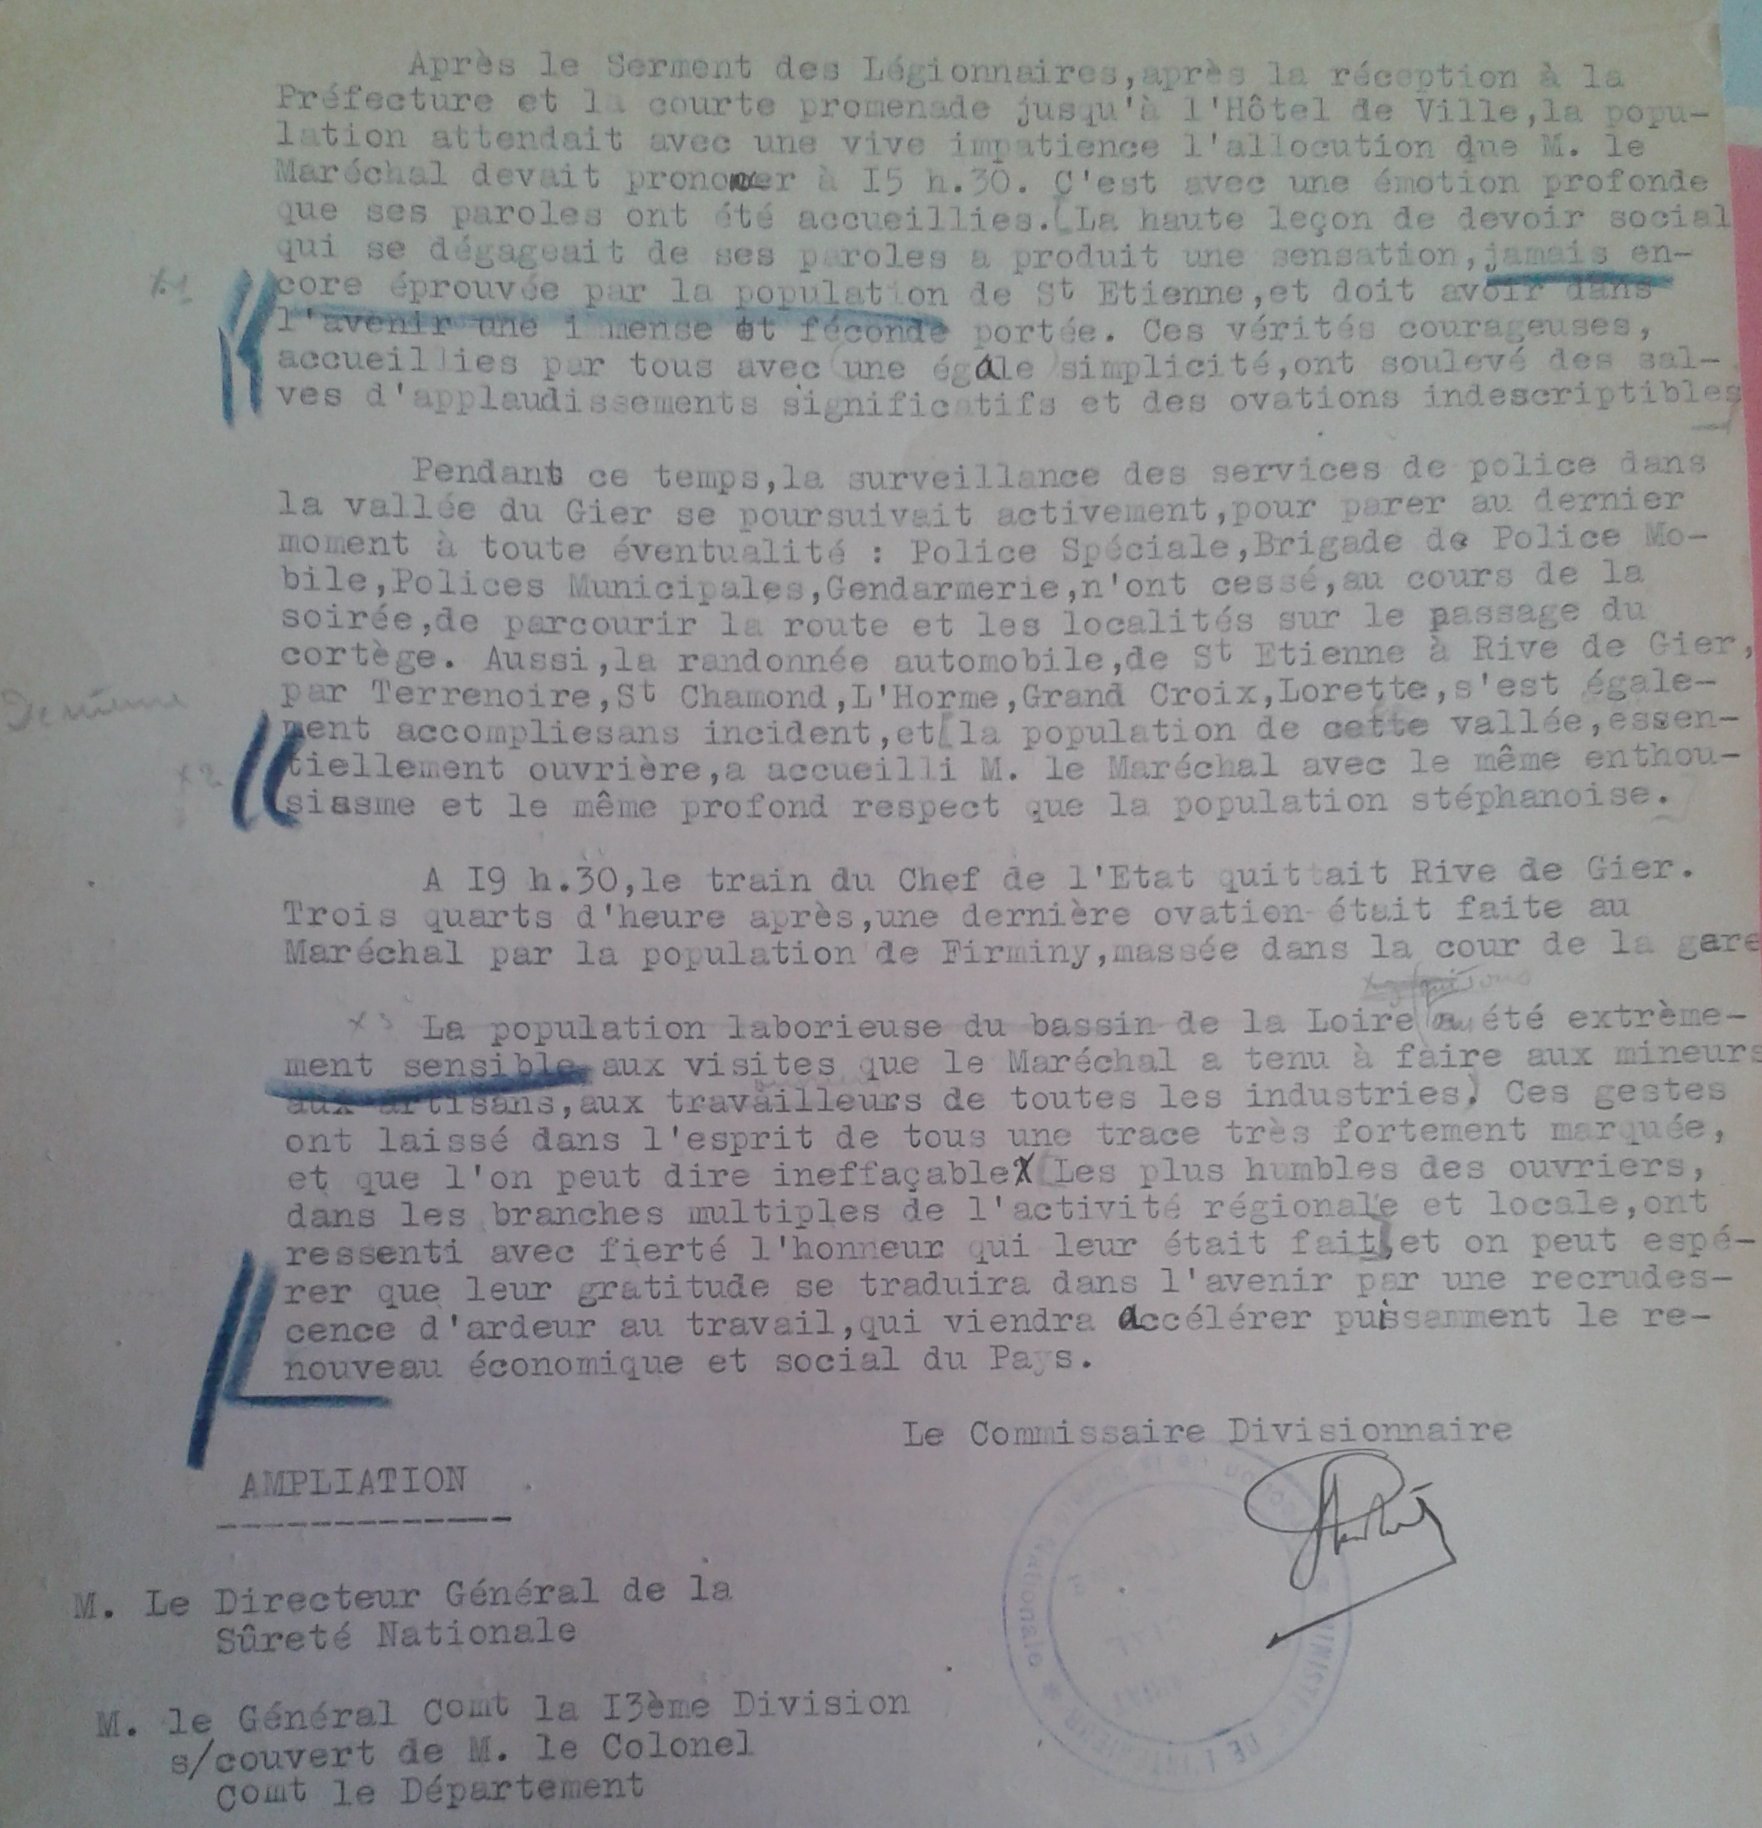 Après le Serment des Légionnaires,après la réception à la
Préfecture et la courte promenade jusqu'à l'Hôtel de Ville,la popu-
lation attendait avec une vive impatience l'allocution que M. le
Maréchal devait prononcer à I5 h.30. C'est avec une émotion profonde
que ses paroles ont été accueillies. La haute leçon de devoir social
qui se dégageait de ses paroles a produit une sensation,jamais en-
x1
core éprouvée par la population de St Etienne,et doit avoir dans
l'avenir une immense et féconde portée. Ces vérités courageuses,
accueillies par tous avec une égale simplicité,ont soulevé des sal-
ves d'applaudissements significatifs et des ovations indescriptibles
Pendant ce temps,la surveillance des services de police dans
la vallée du Gier se poursuivait activement,pour parer au dernier
moment à toute éventualité : Police Spéciale,Brigade de Police Mo-
bile,Polices Municipales,Gendarmerie,n'ont cessé,au cours de la
soirée,de parcourir la route et les localités sur le passage du
cortège. Aussi,la randonnée automobile,de St Etienne à Rive de Gier,
par Terrenoire,St Chamond,L'Horme,Grand Croix,Lorette,s'est égale-
De même
ment accompliesans incident,et la population de cette vallée,essen-
x2
tiellement ouvrière,a accueilli M. le Maréchal avec le même enthou-
siasme et le même profond respect que la population stéphanoise.
A I9 h.30,le train du Chef de l'Etat quittait Rive de Gier.
Trois quarts d'heure après,une dernière ovation était faite au
Maréchal par la population de Firminy,massée dans la cour de la gare
x3 La population laborieuse du bassin de la Loire a été extrème-
ment sensible aux visites que le Maréchal a tenu à faire aux mineurs
aux artisans,aux travailleurs de toutes les industries. Ces gestes
ont laissé dans l'esprit de tous une trace très fortement marquée,
et que l'on peut dire ineffaçable. Les plus humbles des ouvriers,
dans les branches multiples de l'activité régionale et locale,ont
ressenti avec fierté l'honneur qui leur était fait,et on peut espé-
rer que leur gratitude se traduira dans l'avenir par une recrudes-
cence d'ardeur au travail,qui viendra accélérer puissamment le re-
nouveau économique et social du Pays.
Le Commissaire Divisionnaire
AMPLIATION
M. Le Directeur Général de la
Sûreté Nationale
M. le Général Comt la I3ème Division
s/couvert de M. le Colonel
Comt le Département
Nationale